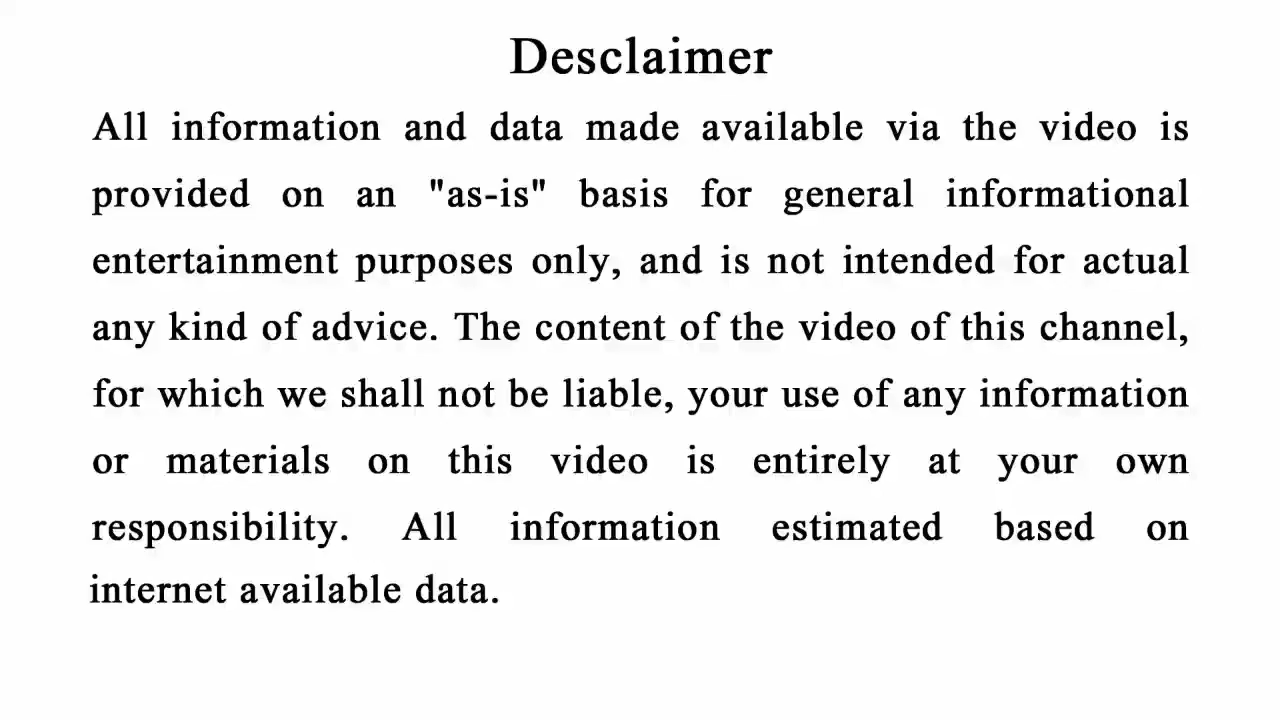 Desclaimer
All information and data made available via the video is
provided on an "as-is" basis for general informational
entertainment purposes only, and is not intended for actual
any kind of advice. The content of the video of this channel,
for which we shall not be liable, your use of any information
or materials on this video is entirely at your own
responsibility. All information estimated based on
internet available data.